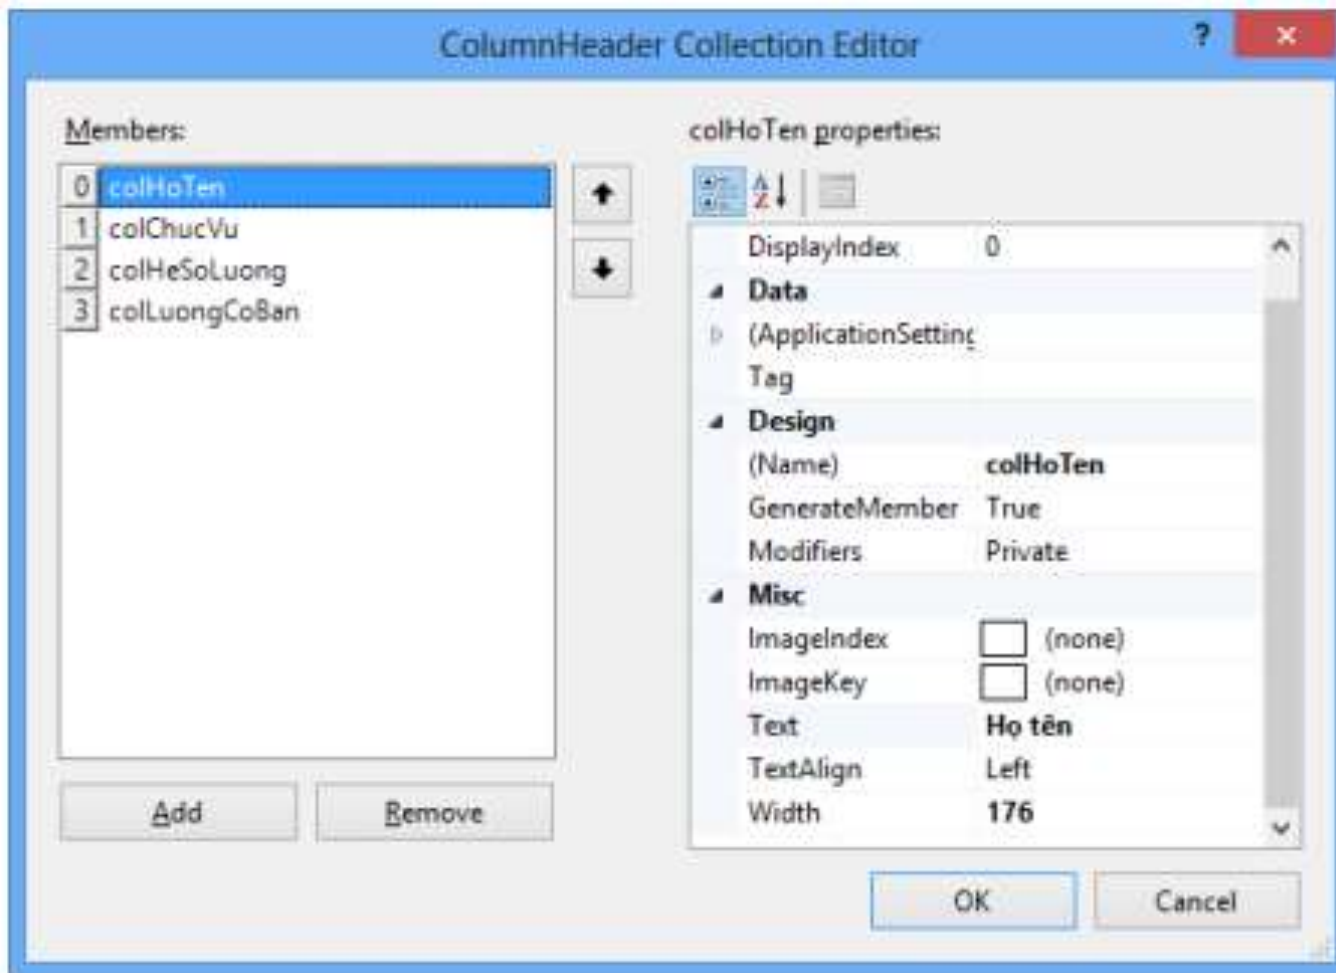 ColumnHeader Collection Editor
?
Members:
0 colHoTen
1 colChucVu
2 colHeSoLuong
3 colLuongCoBan
Add
Remove
colHoTen properties:
DisplayIndex 0
Data
(ApplicationSetting
Tag
Design
(Name) colHoTen
GenerateMember True
Modifiers Private
Misc
ImageIndex (none)
ImageKey (none)
Text Họ tên
TextAlign Left
Width 176
OK
Cancel